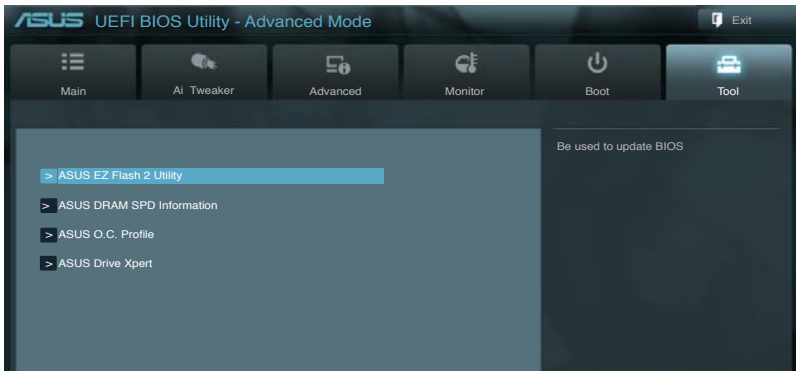 ASUS UEFI BIOS Utility - Advanced Mode
Exit
Main
Ai Tweaker
Advanced
Monitor
Boot
Tool
Be used to update BIOS
> ASUS EZ Flash 2 Utility
> ASUS DRAM SPD Information
> ASUS O.C. Profile
> ASUS Drive Xpert